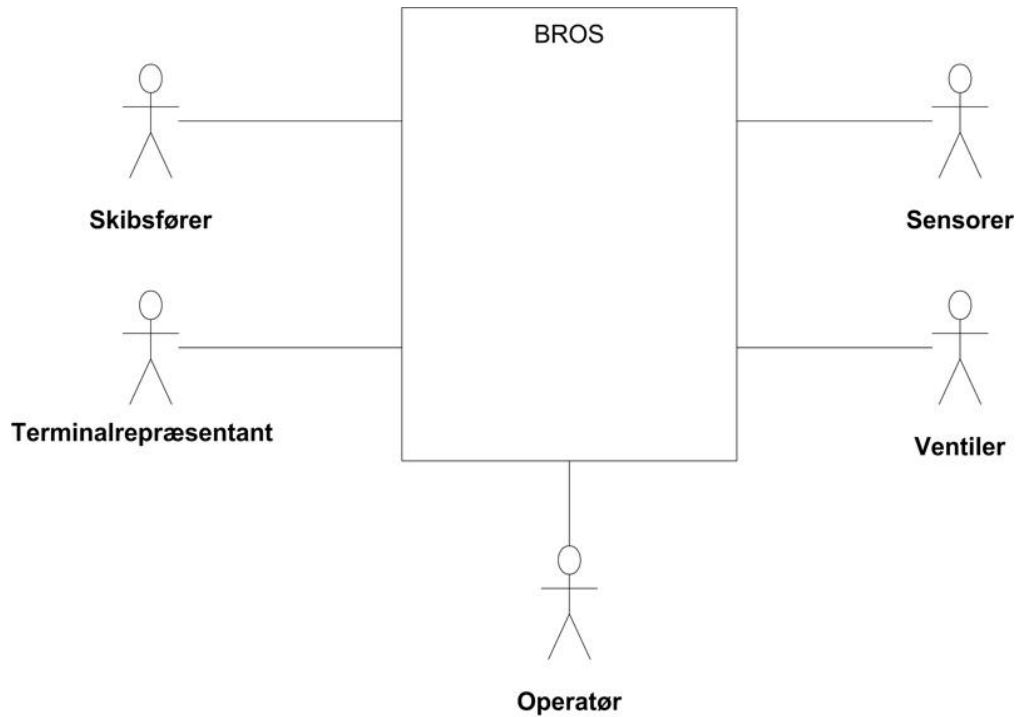 BROS
Skibsfører
Sensorer
Terminalrepræsentant
Ventiler
Operatør